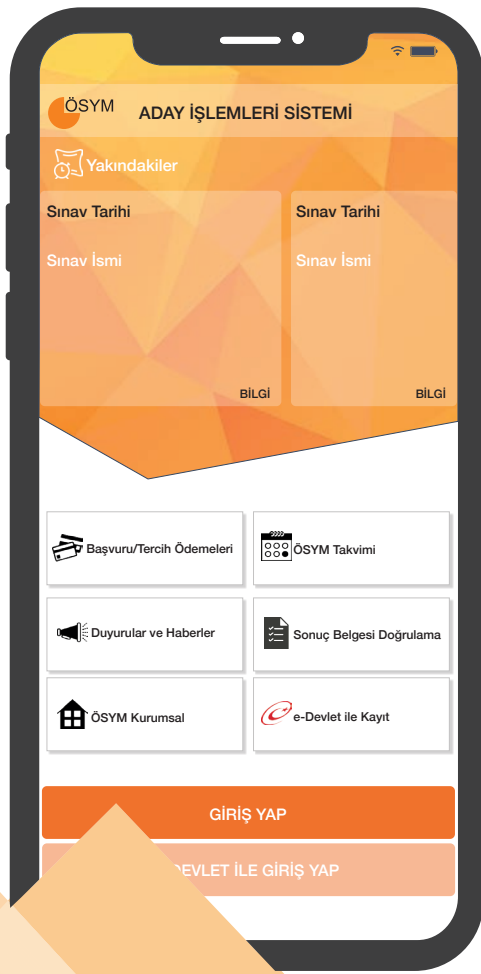 ÖSYM ADAY İŞLEMLERİ SİSTEMİ
Yakındakiler
Sınav Tarihi Sınav Tarihi
Sınav İsmi Sınav İsmi
BİLGİ BİLGİ
Başvuru/Tercih Ödemeleri ÖSYM Takvimi
Duyurular ve Haberler Sonuç Belgesi Doğrulama
ÖSYM Kurumsal e-Devlet ile Kayıt
GİRİŞ YAP
DEVLET İLE GİRİŞ YAP